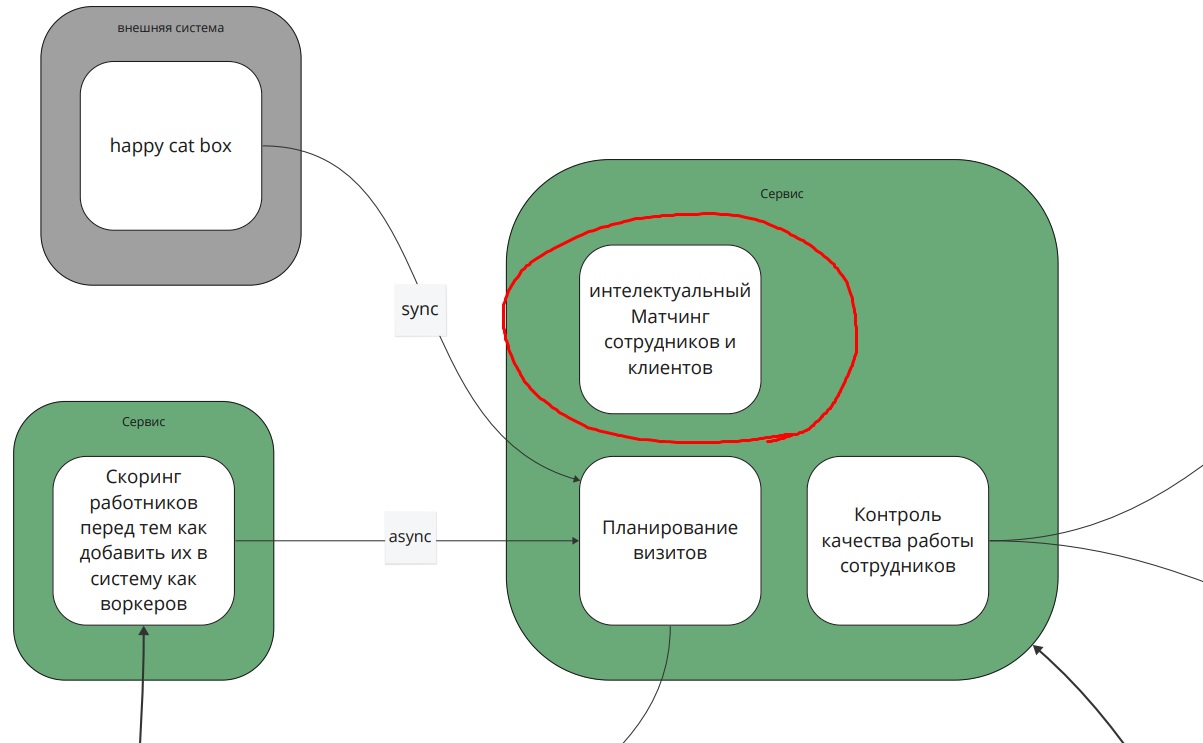 внешняя система
happy cat box
sync
Сервис
интелектуальный
Матчинг
сотрудников и
клиентов
Сервис
Скоринг
работников
перед тем как
добавить их в
систему как
воркеров
async
Планирование
визитов
Контроль
качества работы
сотрудников